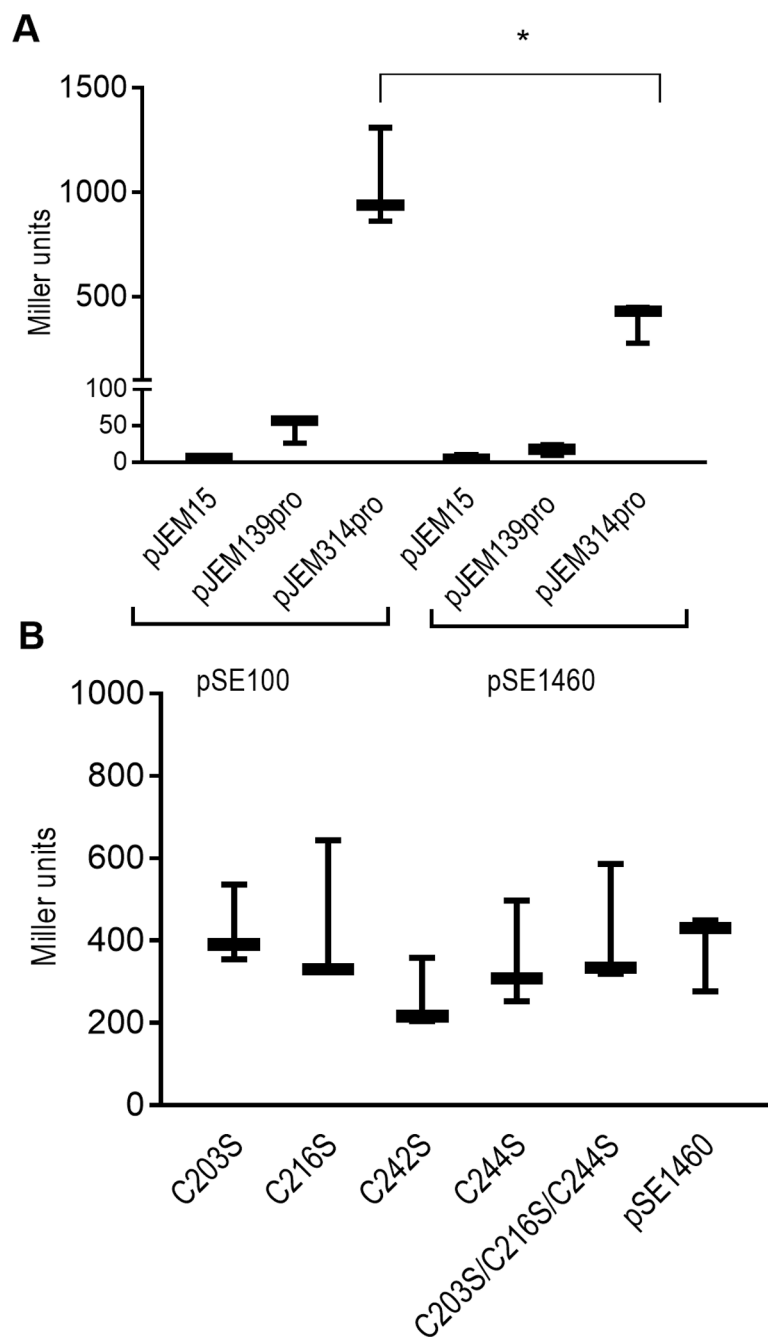 A
*
1500
1000
500
100
50
0
Miller units
pJEM15
pJEM139pro
pJEM314pro
pJEM15
pJEM139pro
pJEM314pro
pSE100
pSE1460
B
1000
800
600
400
200
0
Miller units
C203S
C216S
C242S
C244S
C203S/C216S/C244S
pSE1460